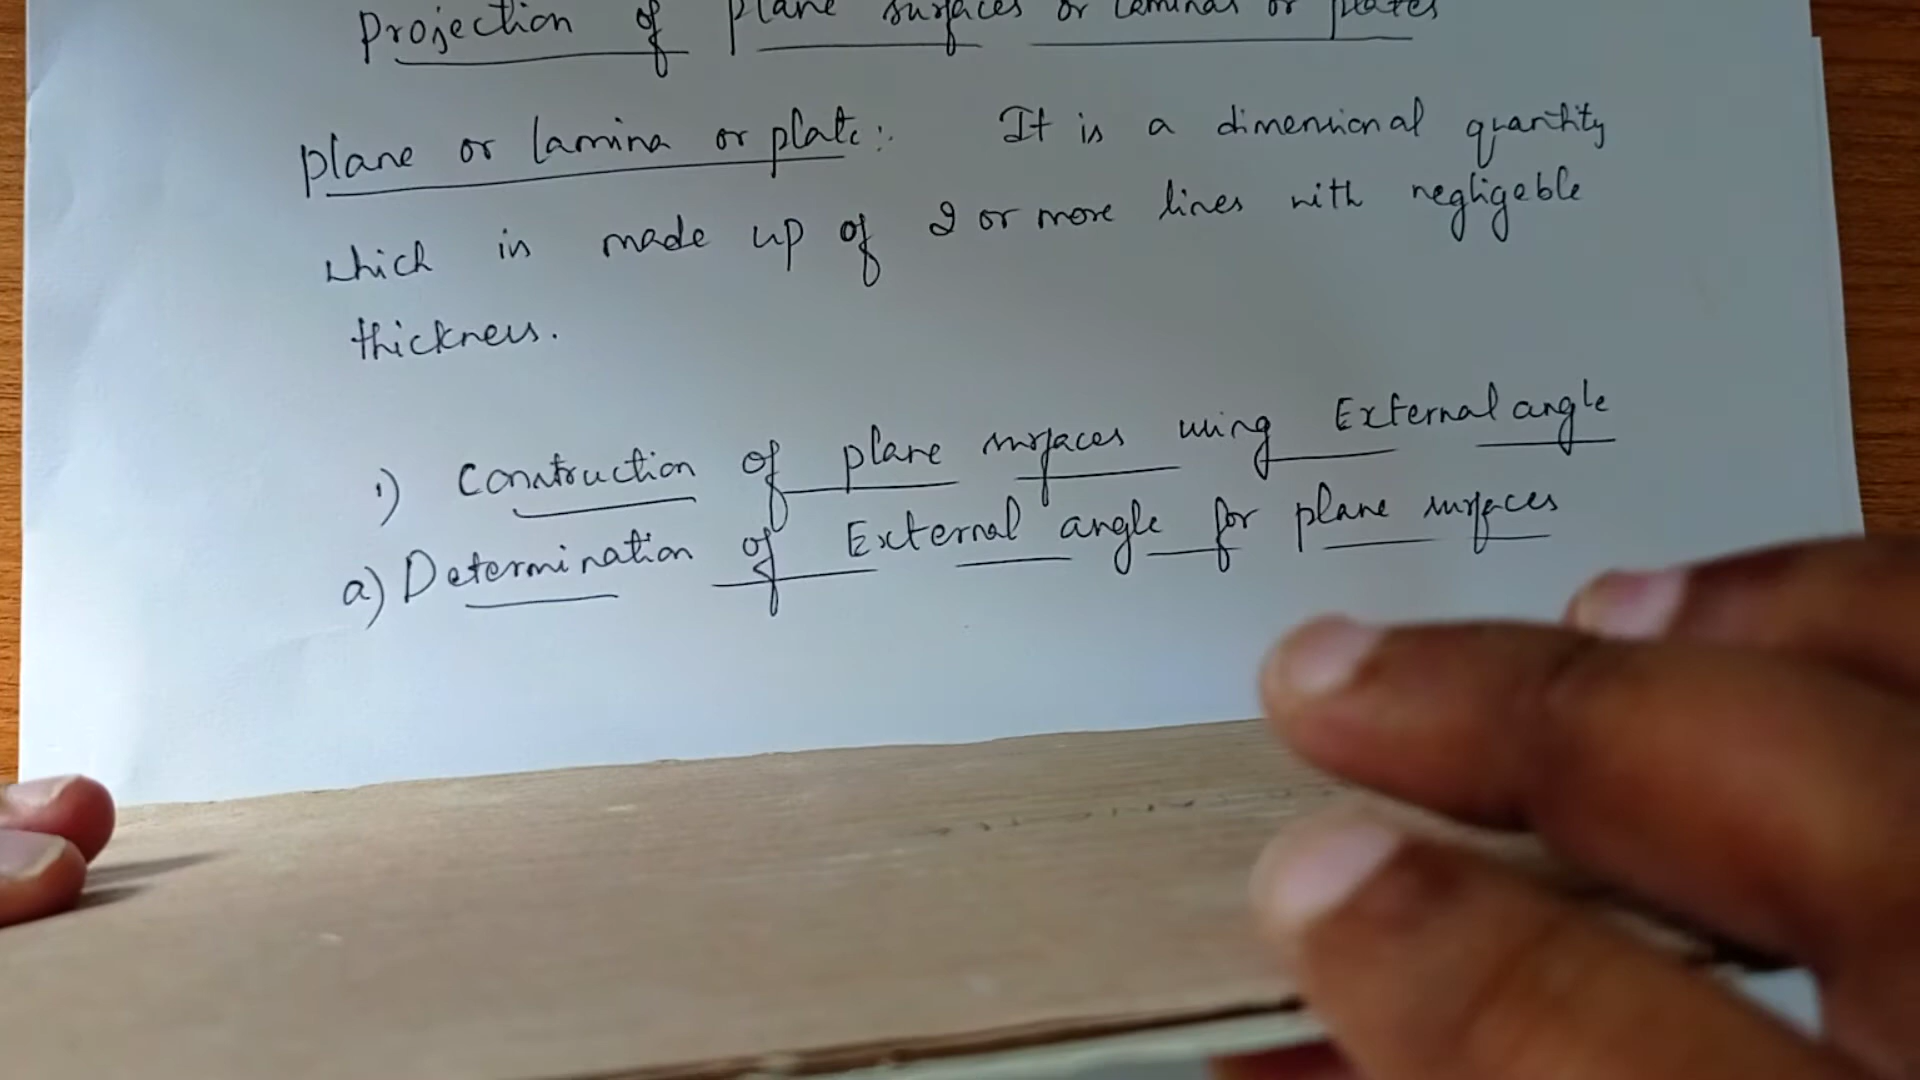 Projection of plane surfaces or laminas or plates
plane or lamina or plate:. It is a dimensional quantity
which is made up of 2 or more lines with negligeble
thickness.
1) Construction of plane surfaces using External angle
a) Determination of External angle for plane surfaces